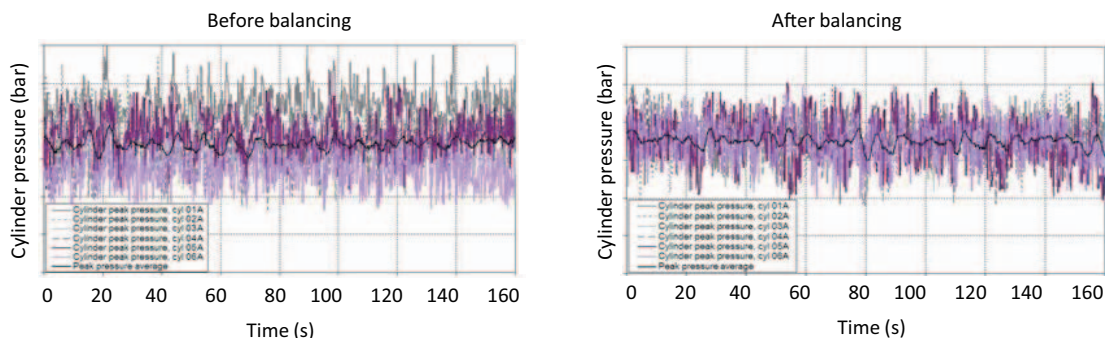 Before balancing
Cylinder pressure (bar)
Cylinder peak pressure, cyl 01A
Cylinder peak pressure, cyl 02A
Cylinder peak pressure, cyl 03A
Cylinder peak pressure, cyl 04A
Cylinder peak pressure, cyl 05A
Cylinder peak pressure, cyl 06A
Peak pressure average
0 20 40 60 80 100 120 140 160
Time (s)
After balancing
Cylinder pressure (bar)
Cylinder peak pressure, cyl 01A
Cylinder peak pressure, cyl 02A
Cylinder peak pressure, cyl 03A
Cylinder peak pressure, cyl 04A
Cylinder peak pressure, cyl 05A
Cylinder peak pressure, cyl 06A
Peak pressure average
0 20 40 60 80 100 120 140 160
Time (s)